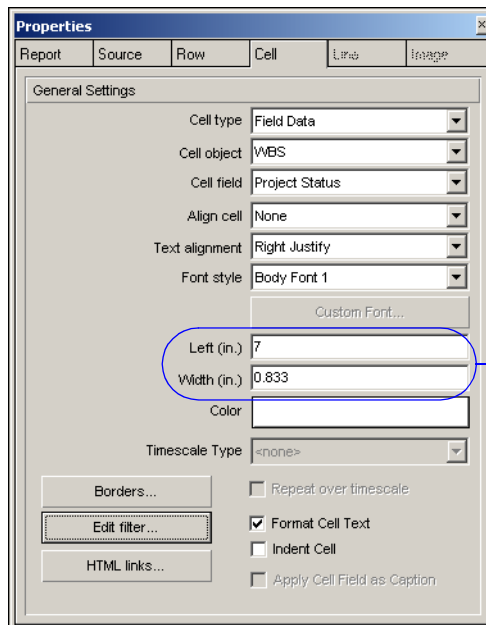 Properties
Report Source Row Cell Line Image
General Settings
Cell type Field Data
Cell object WBS
Cell field Project Status
Align cell None
Text alignment Right Justify
Font style Body Font 1
Custom Font...
Left (in.) 7
Width (in.) 0.833
Color
Timescale Type <none>
Borders... Repeat over timescale
Edit filter... Format Cell Text
Indent Cell
HTML links... Apply Cell Field as Caption